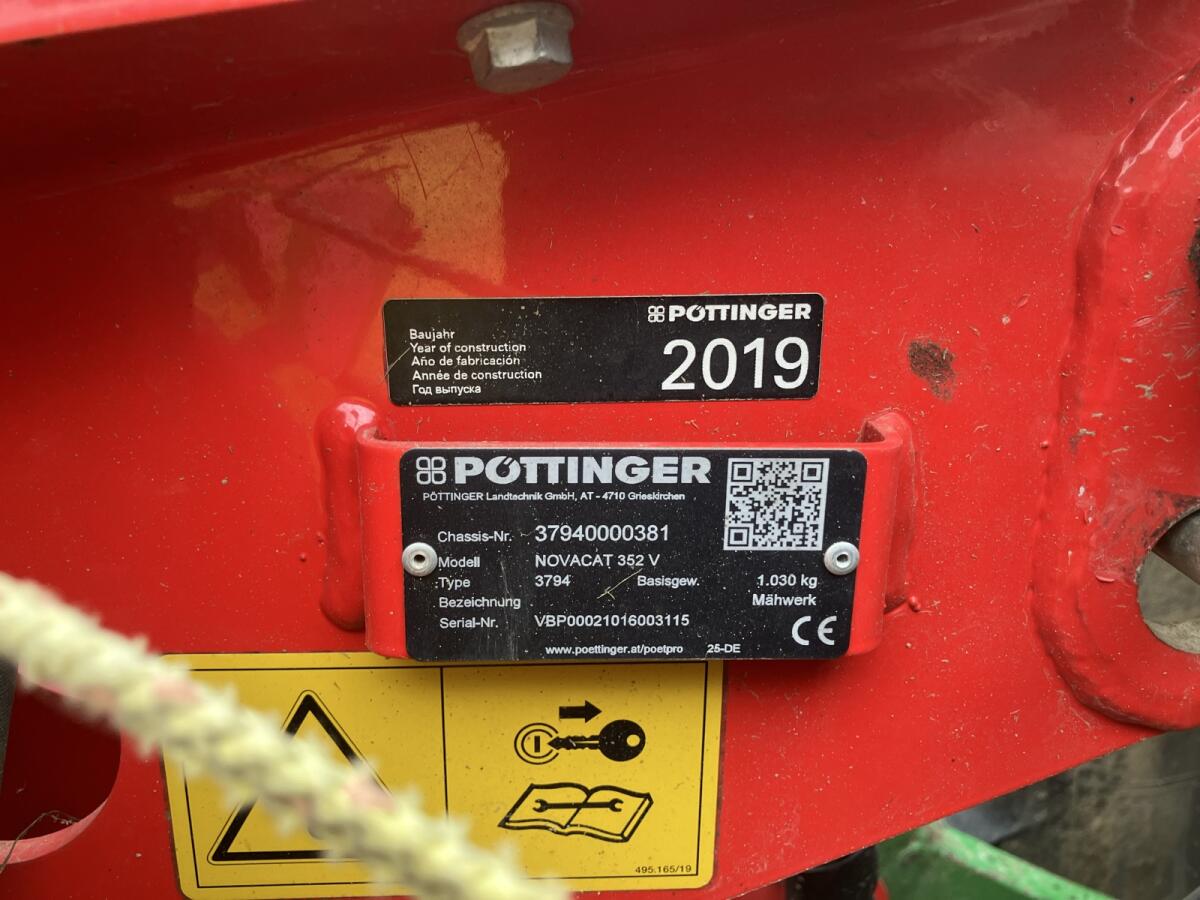 PÖTTINGER
Baujahr
Year of construction
Año de fabricación
Année de construction
Год выпуска
2019
PÖTTINGER
PÖTTINGER Landtechnik GmbH, AT - 4710 Grieskirchen
Chassis-Nr. 37940000381
Modell NOVACAT 352 V
Type 3794 Basisgew. 1.030 kg
Bezeichnung Mähwerk
Serial-Nr. VBP00021016003115
CE
www.poettinger.at/poetpro 25-DE
495.165/19